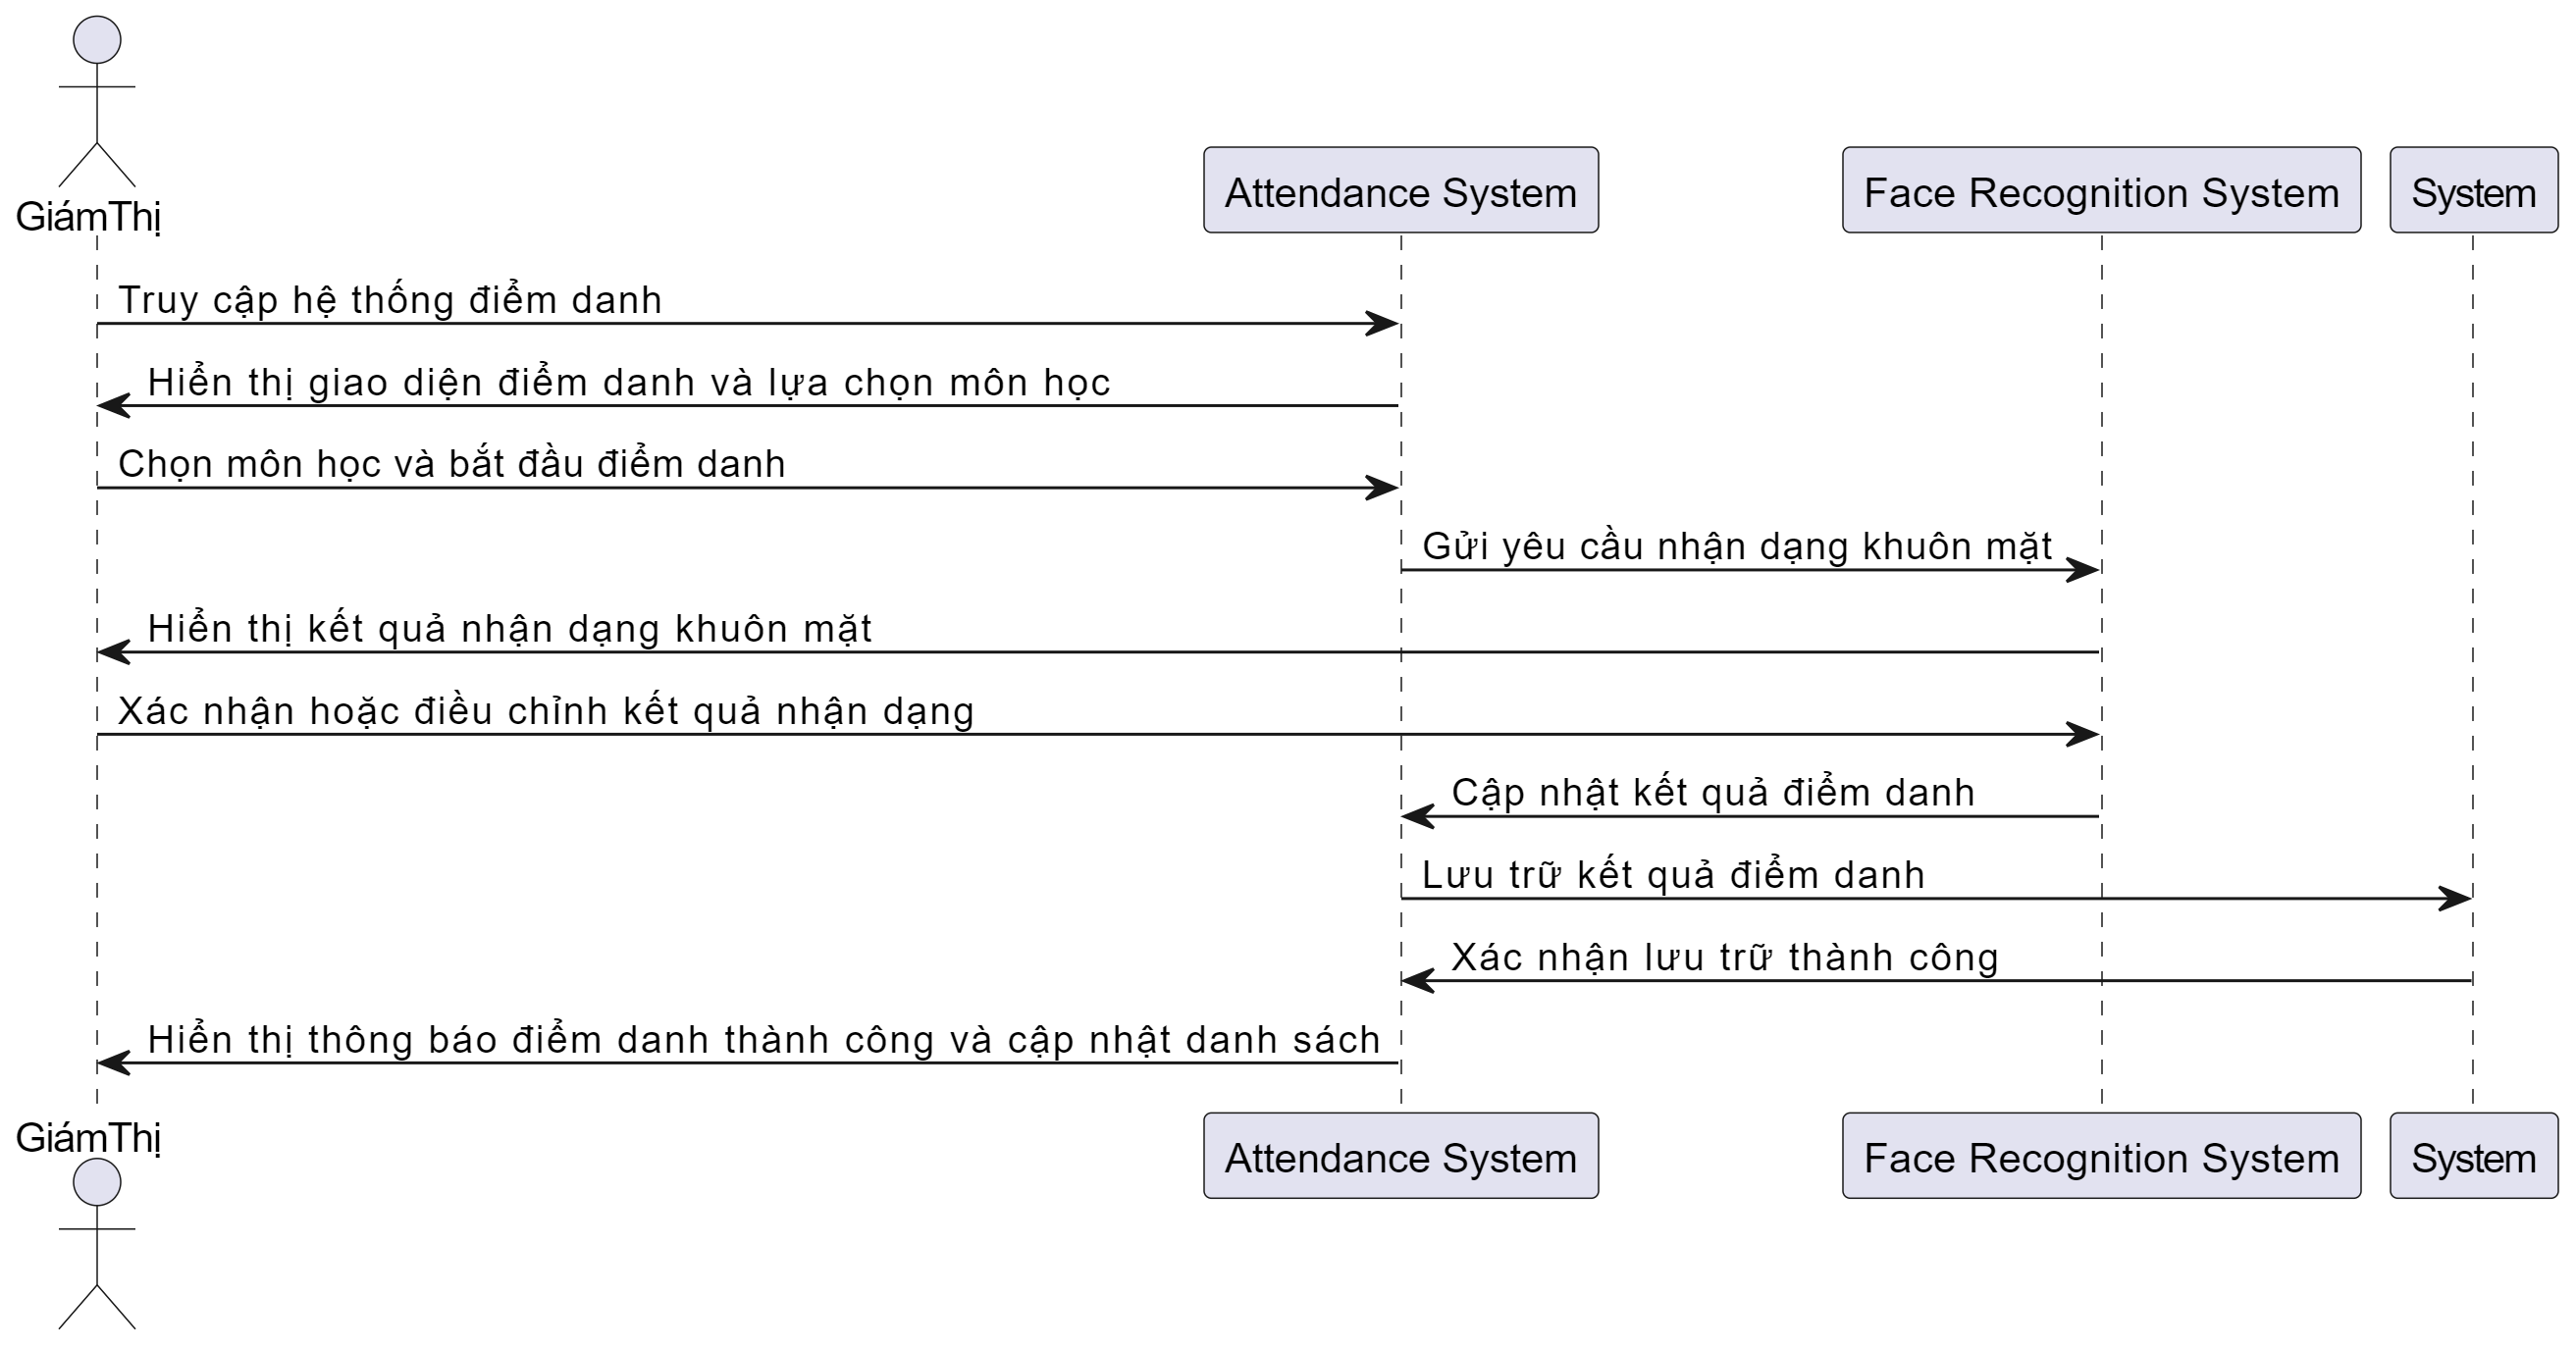 GiámThị
Attendance System
Face Recognition System
System
Truy cập hệ thống điểm danh
Hiển thị giao diện điểm danh và lựa chọn môn học
Chọn môn học và bắt đầu điểm danh
Gửi yêu cầu nhận dạng khuôn mặt
Hiển thị kết quả nhận dạng khuôn mặt
Xác nhận hoặc điều chỉnh kết quả nhận dạng
Cập nhật kết quả điểm danh
Lưu trữ kết quả điểm danh
Xác nhận lưu trữ thành công
Hiển thị thông báo điểm danh thành công và cập nhật danh sách
GiámThị
Attendance System
Face Recognition System
System